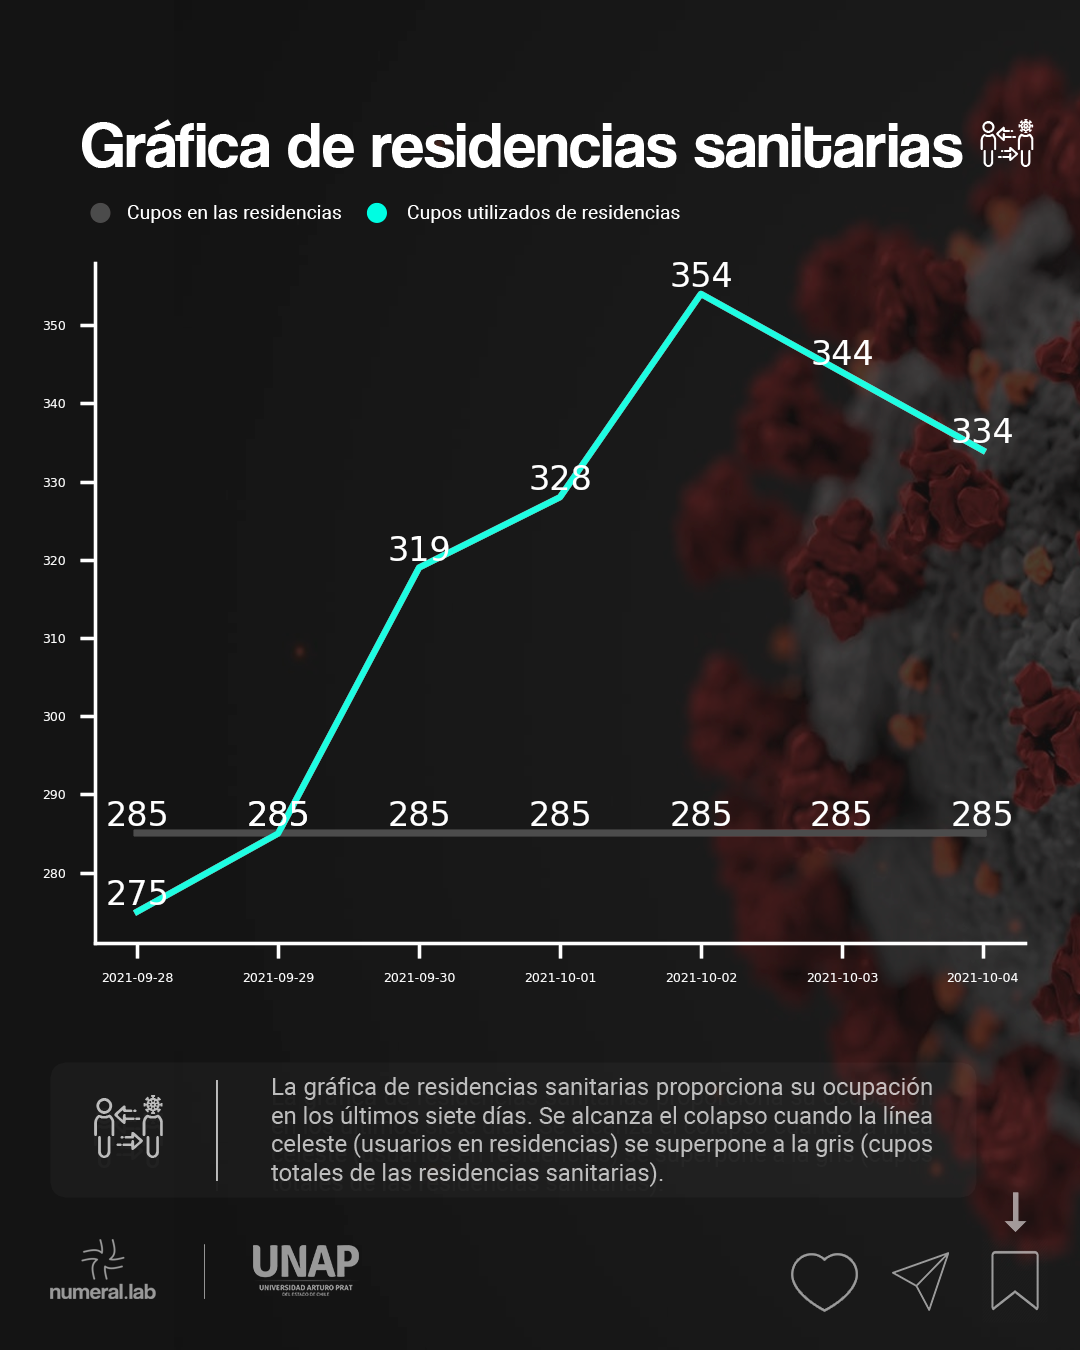 Gráfica de residencias sanitarias
Cupos en las residencias
Cupos utilizados de residencias
350
340
330
320
310
300
290
280
354
344
334
328
319
285
285
285
285
285
285
285
285
275
2021-09-28
2021-09-29
2021-09-30
2021-10-01
2021-10-02
2021-10-03
2021-10-04
La gráfica de residencias sanitarias proporciona su ocupación
en los últimos siete días. Se alcanza el colapso cuando la línea
celeste (usuarios en residencias) se superpone a la gris (cupos
totales de las residencias sanitarias).
numeral.lab
UNAP
UNIVERSIDAD ARTURO PRAT
DEL ESTADO DE CHILE